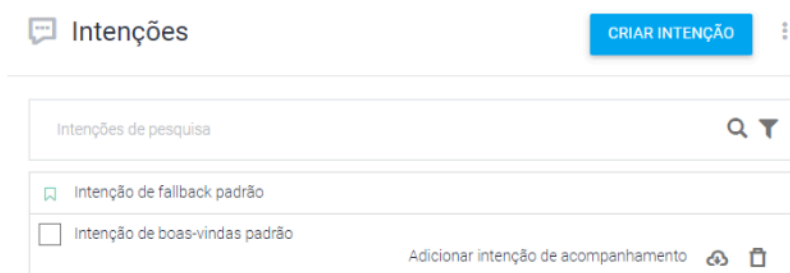 Intenções
CRIAR INTENÇÃO
Intenções de pesquisa
Intenção de fallback padrão
Intenção de boas-vindas padrão
Adicionar intenção de acompanhamento